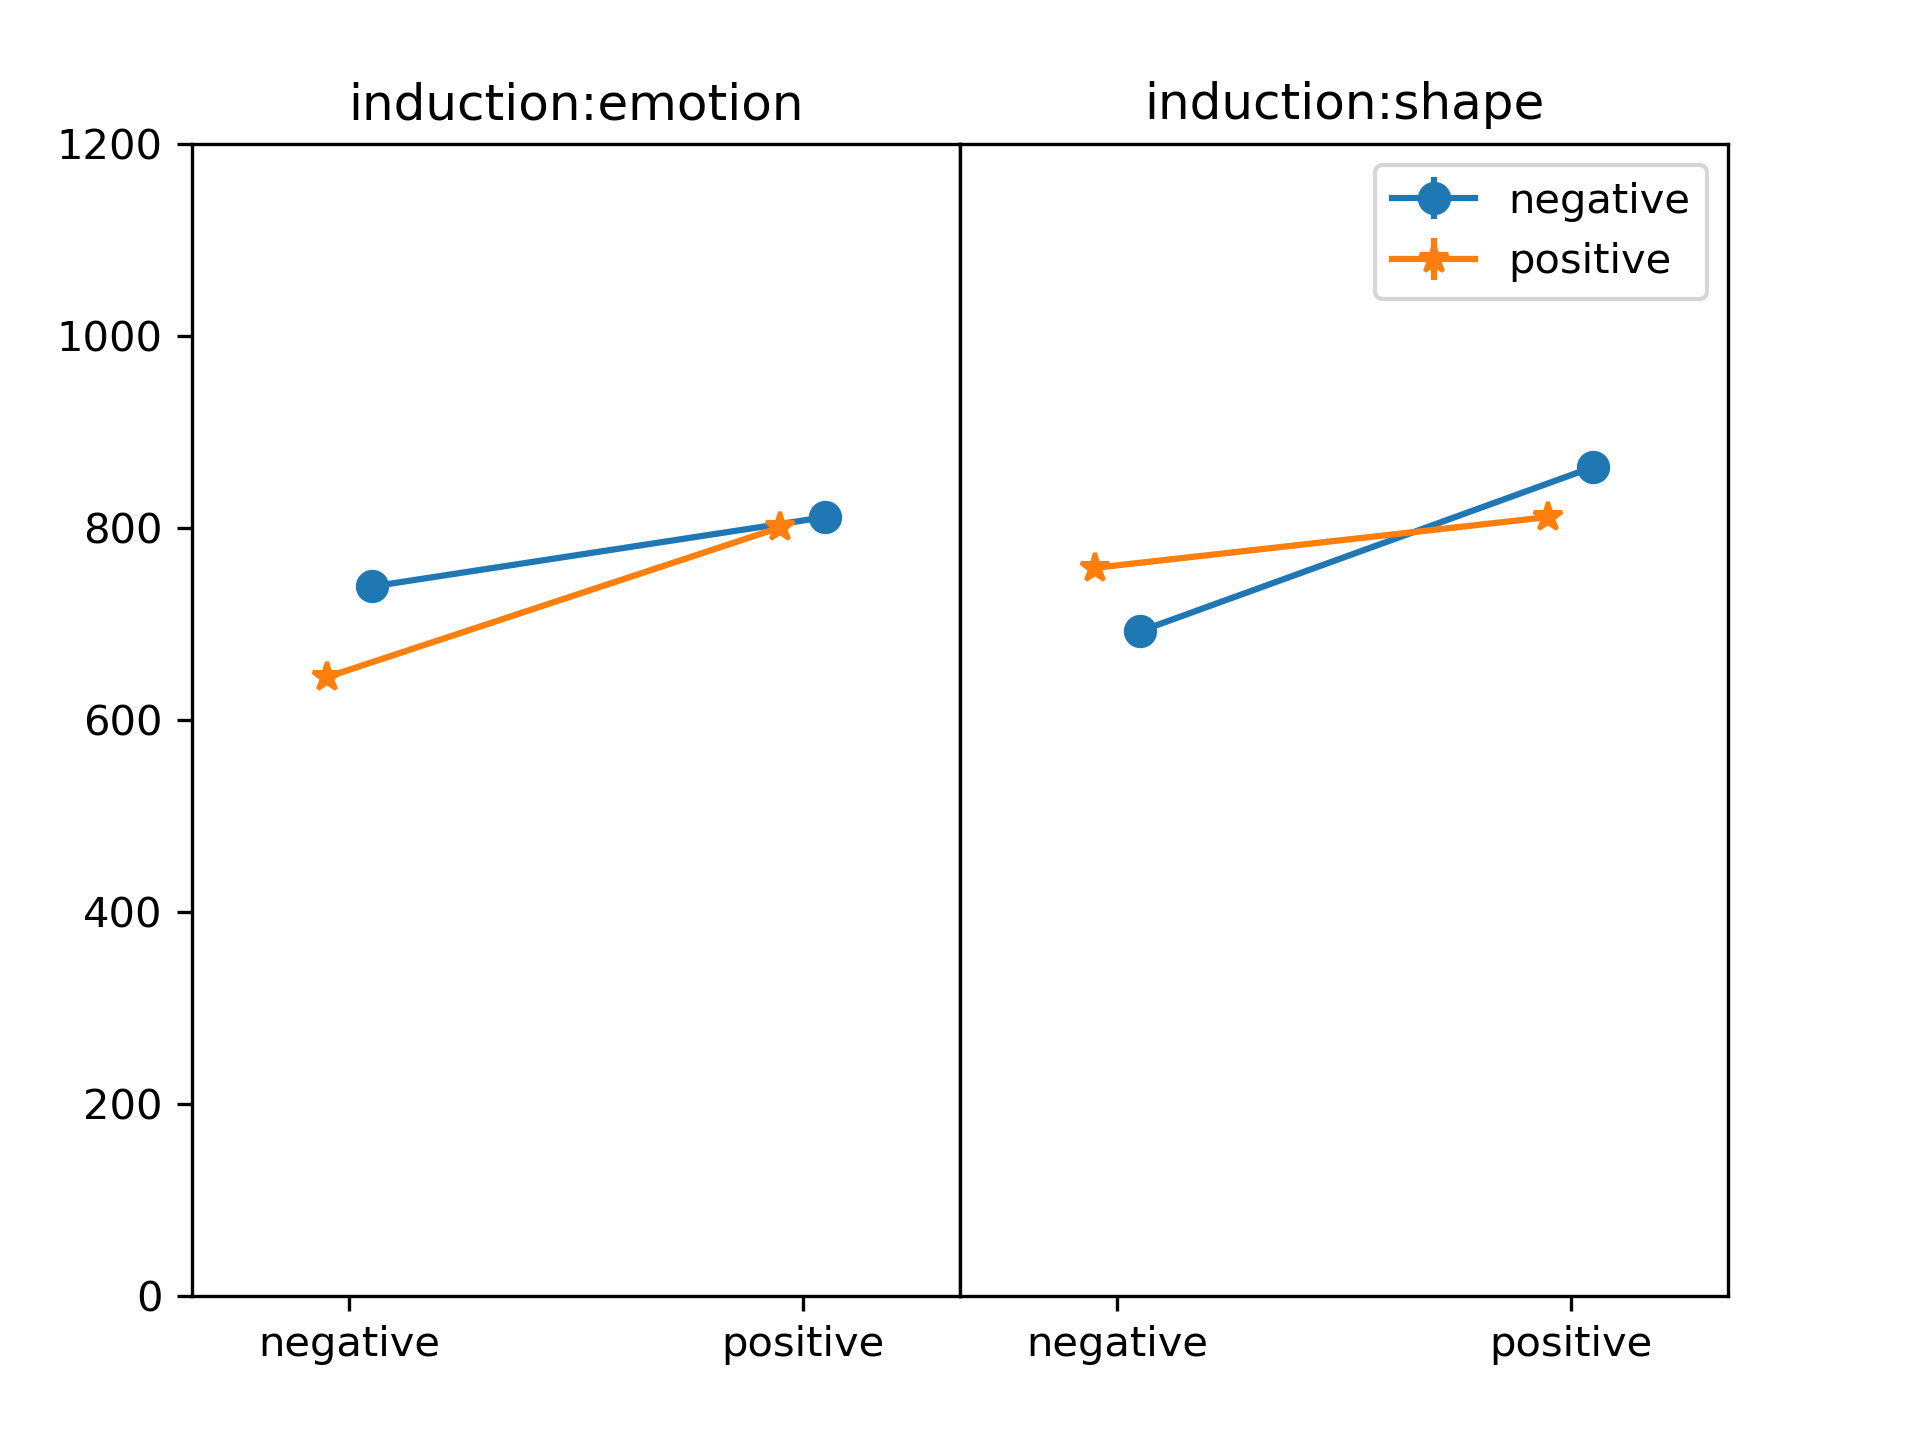 induction:emotion
induction:shape
1200
1000
800
600
400
200
0
negative
positive
negative
positive
negative
positive